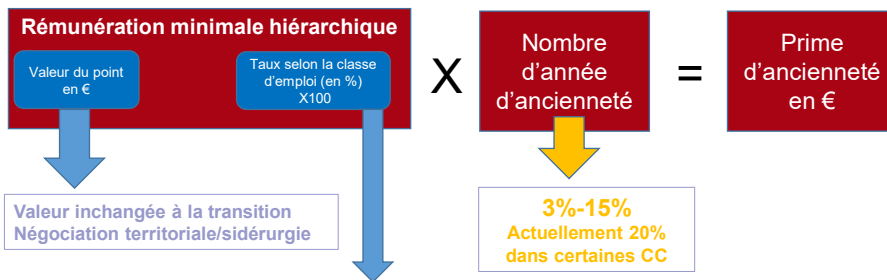 Rémunération minimale hiérarchique
Valeur du point
en €
Taux selon la classe
d'emploi (en %)
X100
X
Nombre
d'année
d'ancienneté
=
Prime
d'ancienneté
en €
Valeur inchangée à la transition
Négociation territoriale/sidérurgie
3%-15%
Actuellement 20%
dans certaines CC